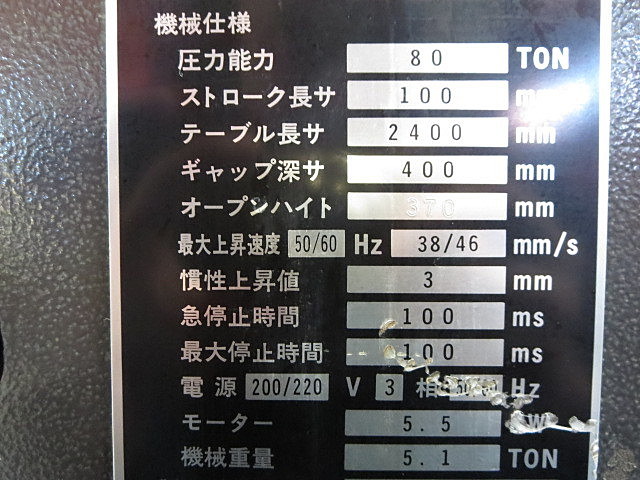 機械仕様
圧力能力 80 TON
ストローク長サ 100 mm
テーブル長サ 2400 mm
ギャップ深サ 400 mm
オープンハイト 370 mm
最大上昇速度 50/60 Hz 38/46 mm/s
慣性上昇値 3 mm
急停止時間 100 ms
最大停止時間 100 ms
電源 200/220 V 3 相 Hz
モーター 5.5 KW
機械重量 5.1 TON